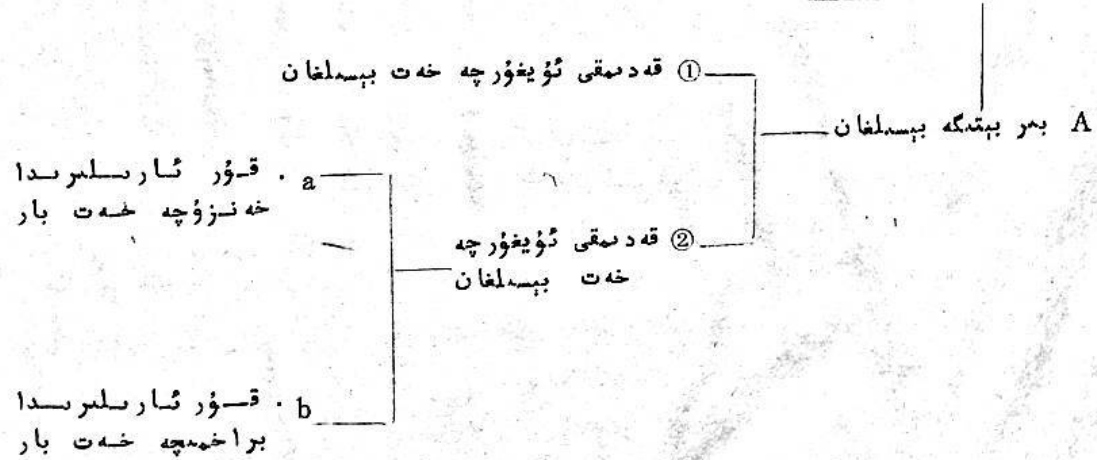 A بىر بېتىگە بېسىلغان
① قەدىمقى ئۇيغۇرچە خەت بېسىلغان
② قەدىمقى ئۇيغۇرچە
خەت بېسىلغان
a . قۇر ئارىلىرىدا
خەنزۇچە خەت بار
b . قۇر ئارىلىرىدا
براخمىچە خەت بار